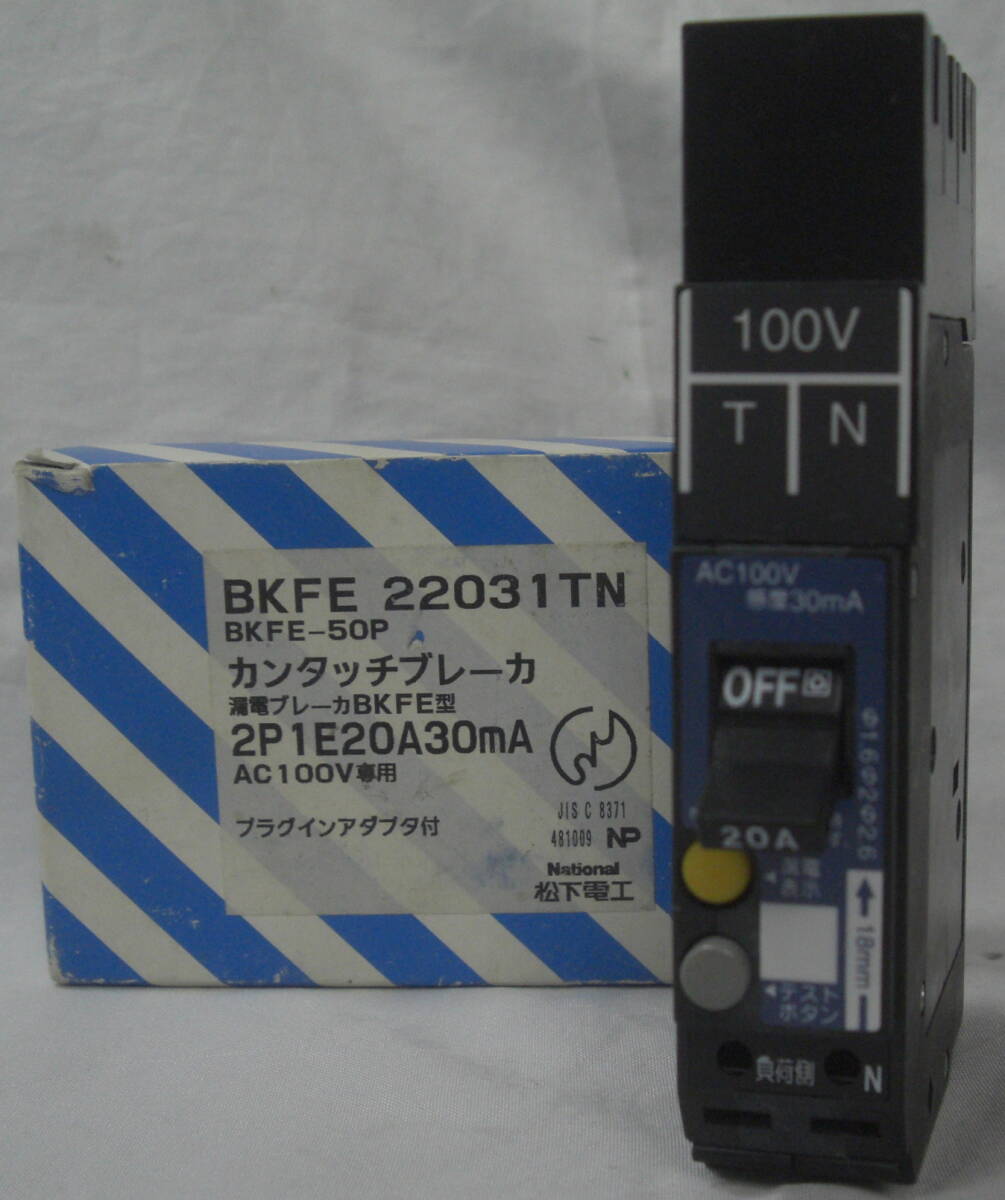 BKFE 22031TN
BKFE-50P
カンタッチブレーカ
漏電ブレーカBKFE型
2P1E20A30mA
AC100V専用
プラグインアダプタ付
JIS C 8371
481009 NP
National
松下電工
100V
T N
AC100V
感度30mA
OFF
20A
漏電
表示
18mm
テスト
ボタン
負荷側 N